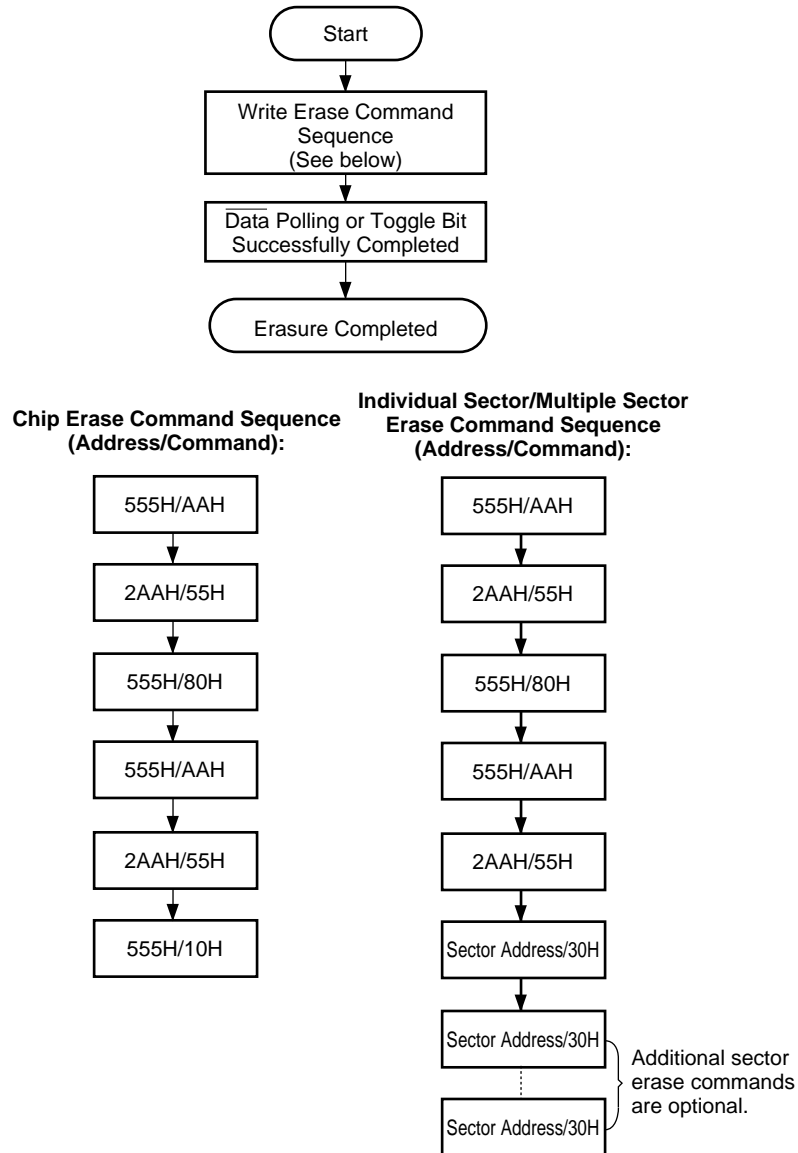 Start
Write Erase Command
Sequence
(See below)
Data Polling or Toggle Bit
Successfully Completed
Erasure Completed
Chip Erase Command Sequence
(Address/Command):
555H/AAH
2AAH/55H
555H/80H
555H/AAH
2AAH/55H
555H/10H
Individual Sector/Multiple Sector
Erase Command Sequence
(Address/Command):
555H/AAH
2AAH/55H
555H/80H
555H/AAH
2AAH/55H
Sector Address/30H
Sector Address/30H
Sector Address/30H
Additional sector
erase commands
are optional.